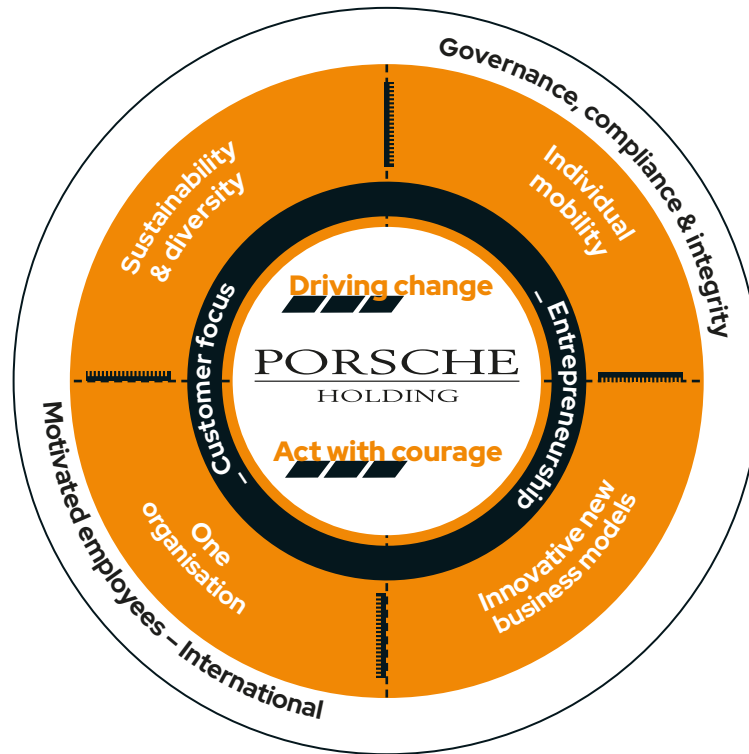 Governance, compliance & integrity
Sustainability
& diversity
Individual
mobility
Driving change
– Customer focus
– Entrepreneurship
PORSCHE
HOLDING
Act with courage
One
organisation
Innovative new
business models
Motivated employees – International